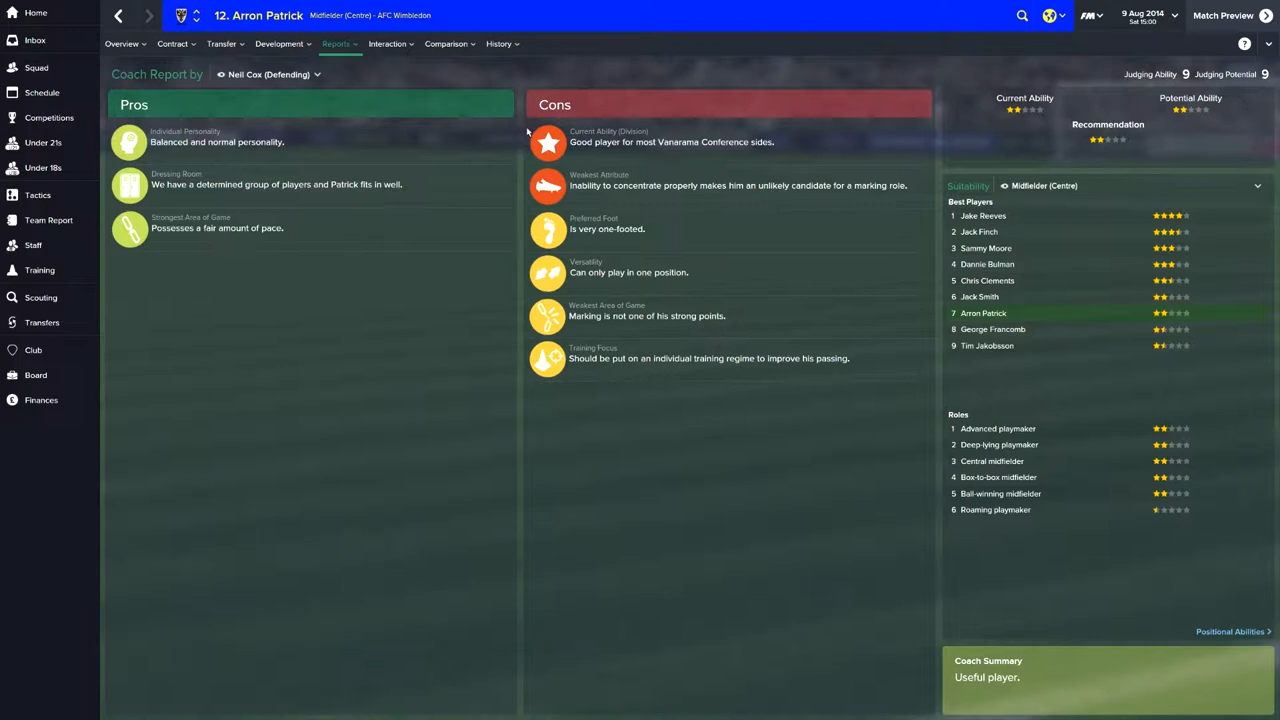 Home
12. Arron Patrick
Midfielder (Centre) - AFC Wimbledon
FM
9 Aug 2014
Sat 15:00
Match Preview
Inbox
Squad
Schedule
Competitions
Under 21s
Under 18s
Tactics
Team Report
Staff
Training
Scouting
Transfers
Club
Board
Finances
Overview
Contract
Transfer
Development
Reports
Interaction
Comparison
History
?
Coach Report by
Neil Cox (Defending)
Judging Ability 9 Judging Potential 9
Pros
Individual Personality
Balanced and normal personality.
Dressing Room
We have a determined group of players and Patrick fits in well.
Strongest Area of Game
Possesses a fair amount of pace.
Cons
Current Ability (Division)
Good player for most Vanarama Conference sides.
Weakest Attribute
Inability to concentrate properly makes him an unlikely candidate for a marking role.
Preferred Foot
Is very one-footed.
Versatility
Can only play in one position.
Weakest Area of Game
Marking is not one of his strong points.
Training Focus
Should be put on an individual training regime to improve his passing.
Current Ability
Potential Ability
Recommendation
Suitability
Midfielder (Centre)
Best Players
1 Jake Reeves
2 Jack Finch
3 Sammy Moore
4 Dannie Bulman
5 Chris Clements
6 Jack Smith
7 Arron Patrick
8 George Francomb
9 Tim Jakobsson
Roles
1 Advanced playmaker
2 Deep-lying playmaker
3 Central midfielder
4 Box-to-box midfielder
5 Ball-winning midfielder
6 Roaming playmaker
Positional Abilities >
Coach Summary
Useful player.